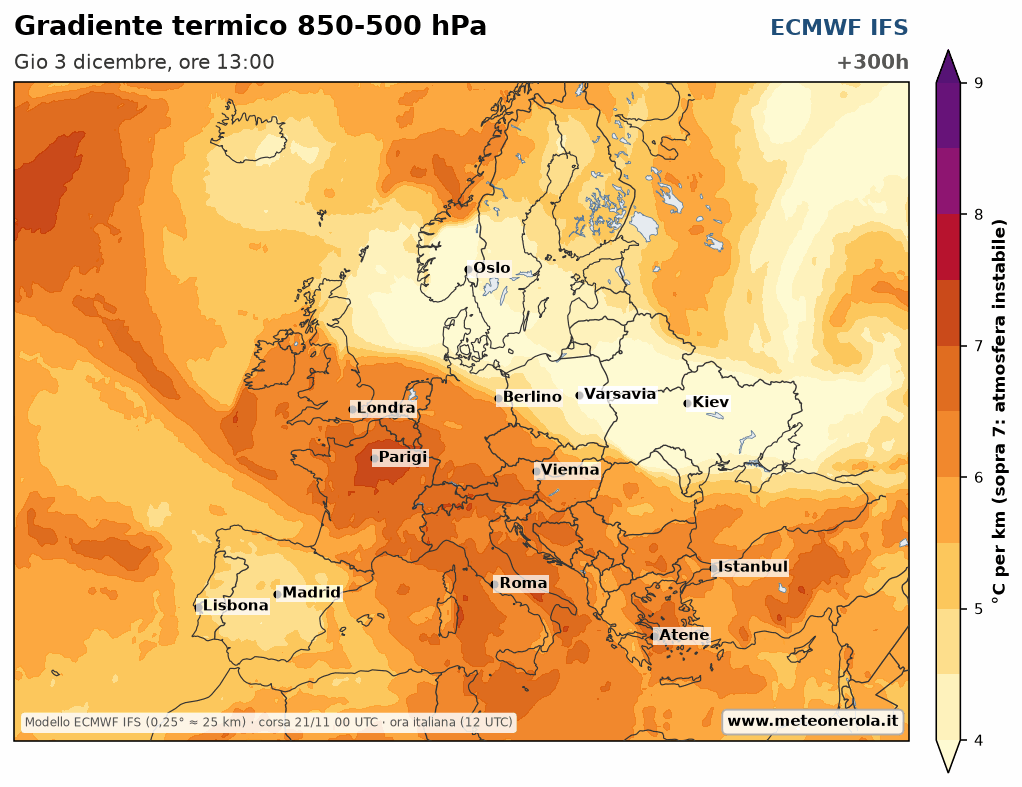 Gradiente termico 850-500 hPa
ECMWF IFS
Gio 3 dicembre, ore 13:00
+300h
9
8
7
6
5
4
°C per km (sopra 7: atmosfera instabile)
Oslo
Berlino
Varsavia
Kiev
Londra
Parigi
Vienna
Istanbul
Roma
Madrid
Lisbona
Atene
Modello ECMWF IFS (0,25° ≈ 25 km) · corsa 21/11 00 UTC · ora italiana (12 UTC)
www.meteonerola.it